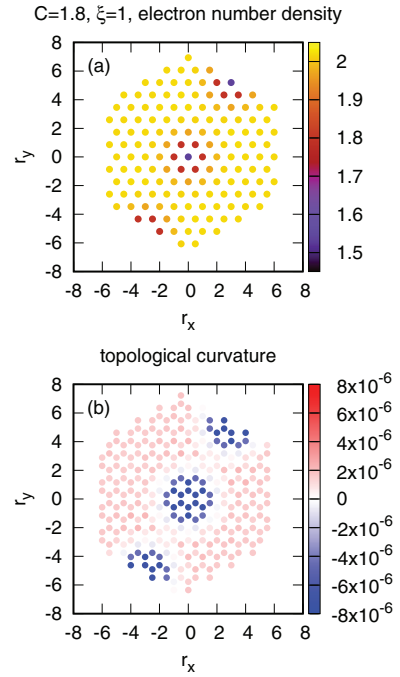 C=1.8, ξ=1, electron number density
(a)
8
6
4
2
0
-2
-4
-6
-8
r_y
-8 -6 -4 -2 0 2 4 6 8
r_x
2
1.9
1.8
1.7
1.6
1.5
topological curvature
(b)
8
6
4
2
0
-2
-4
-6
-8
r_y
-8 -6 -4 -2 0 2 4 6 8
r_x
8x10⁻⁶
6x10⁻⁶
4x10⁻⁶
2x10⁻⁶
0
-2x10⁻⁶
-4x10⁻⁶
-6x10⁻⁶
-8x10⁻⁶